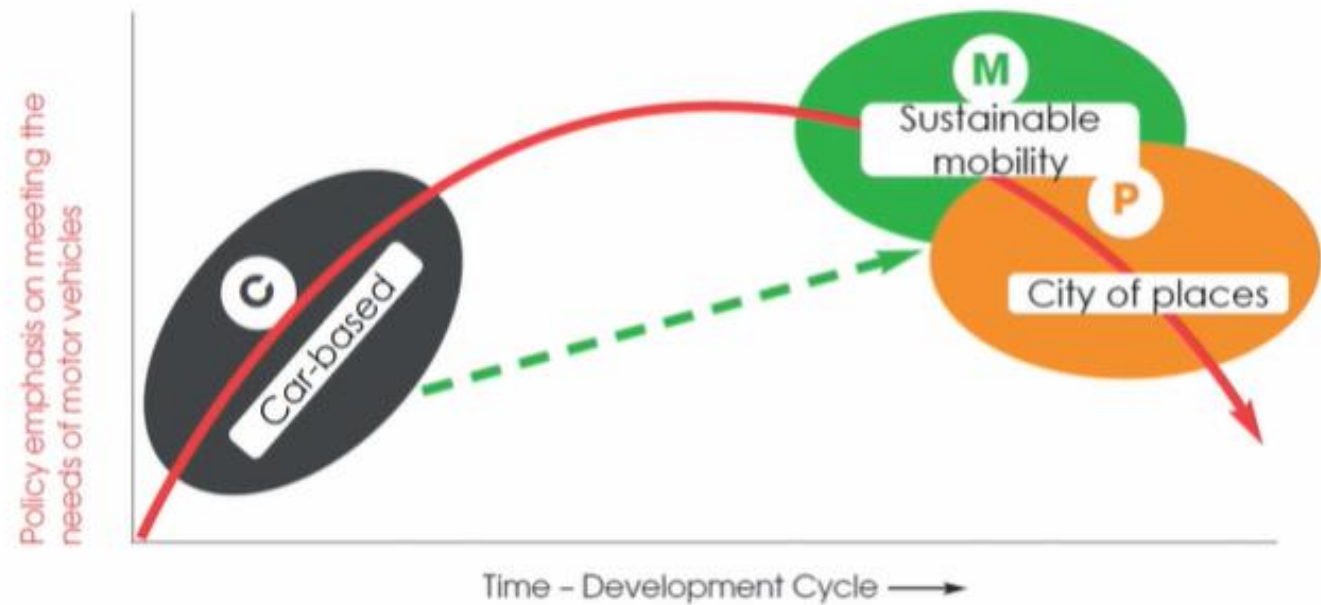 Policy emphasis on meeting the
needs of motor vehicles
C
Car-based
M
Sustainable
mobility
P
City of places
Time – Development Cycle